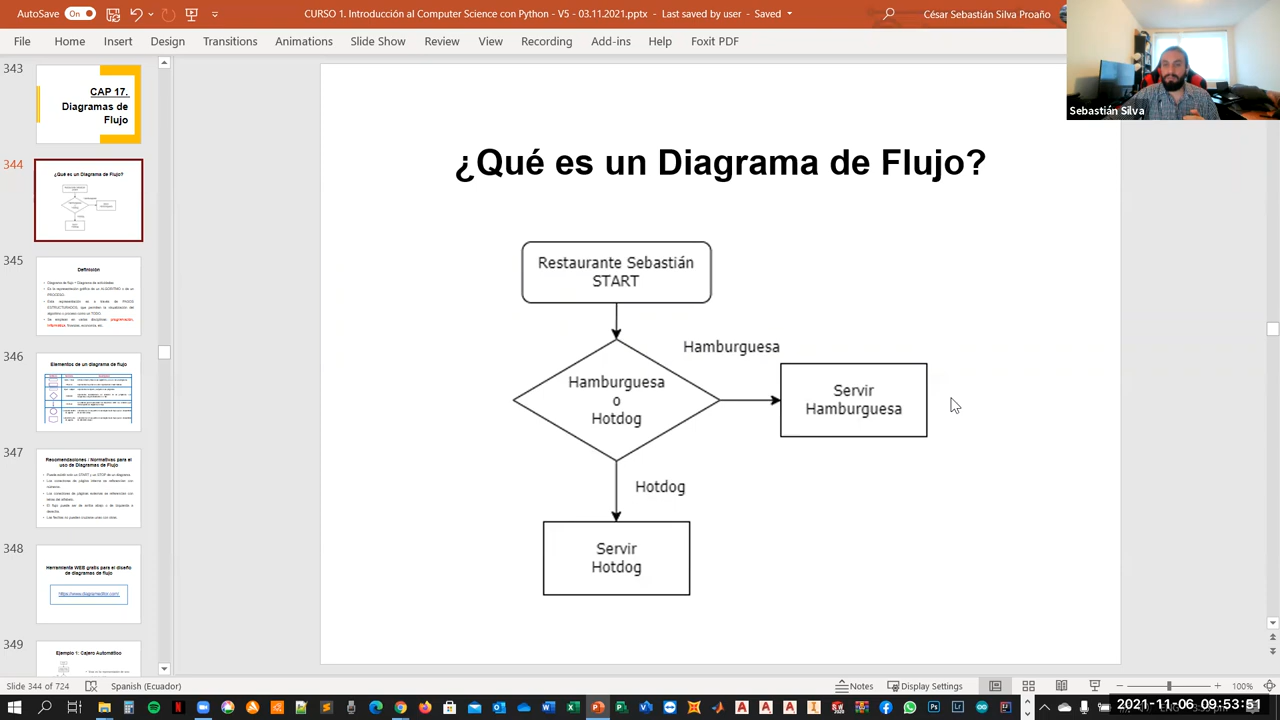 AutoSave
On
CURSO 1. Introducción al Computer Science con Python - V5 - 03.11.2021.pptx - Last saved by user
César Sebastián Silva Proaño
File Home Insert Design Transitions Animations Slide Show Review View Recording Add-ins Help Foxit PDF
Sebastián Silva
343
CAP 17.
Diagramas de
Flujo
344
¿Qué es un Diagrama de Flujo?
345
Definición
346
Elementos de un diagrama de flujo
347
Recomendaciones / Normativas para el
uso de Diagramas de Flujo
348
Herramienta WEB gratis para el diseño
de diagramas de flujo
https://www.diagrameditor.com/
349
Ejemplo 1: Cajero Automático
¿Qué es un Diagrama de Flujo?
Restaurante Sebastián
START
Hamburguesa
Hamburguesa
o
Hotdog
Servir
Hamburguesa
Hotdog
Servir
Hotdog
Slide 344 of 724
Spanish (Ecuador)
Notes
Display Settings
100%
2021-11-06 09:53:51